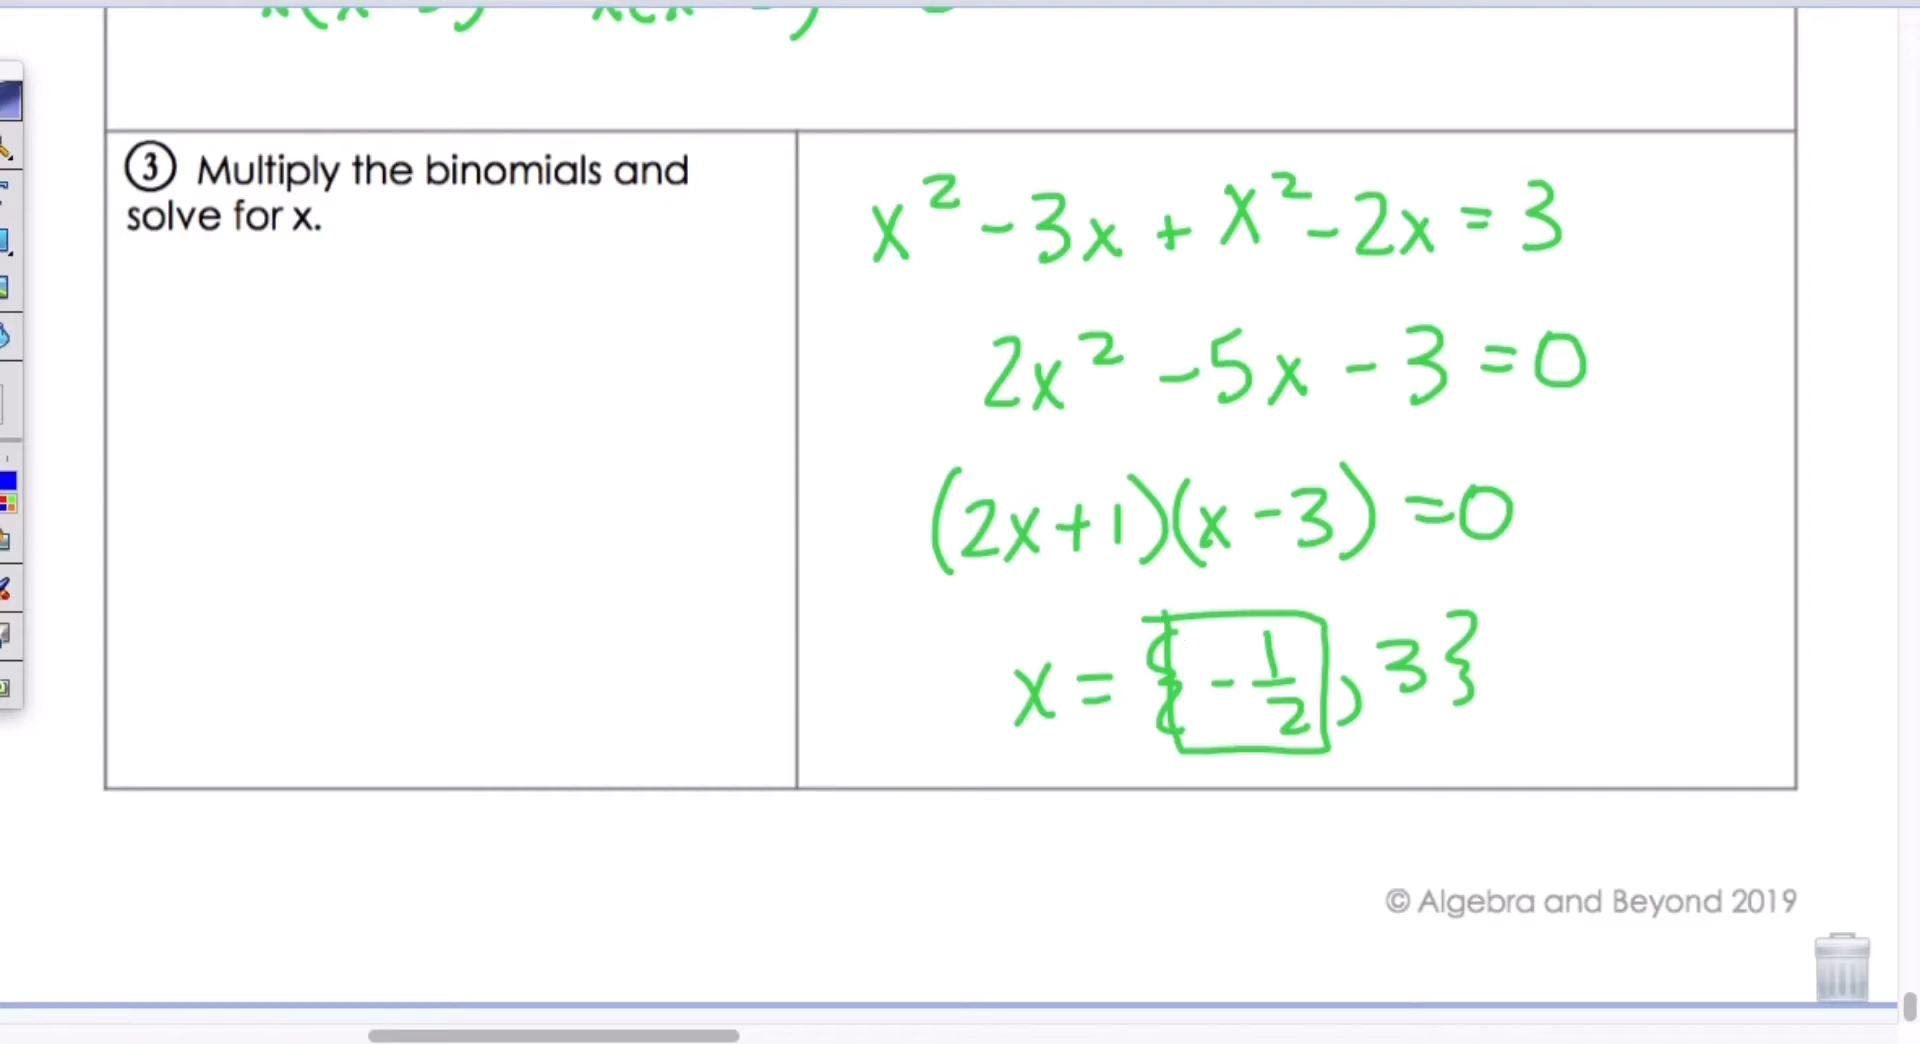 ③ Multiply the binomials and
solve for x.
x² - 3x + x² - 2x = 3
2x² - 5x - 3 = 0
(2x+1)(x-3) = 0
x = {-1/2, 3}
© Algebra and Beyond 2019